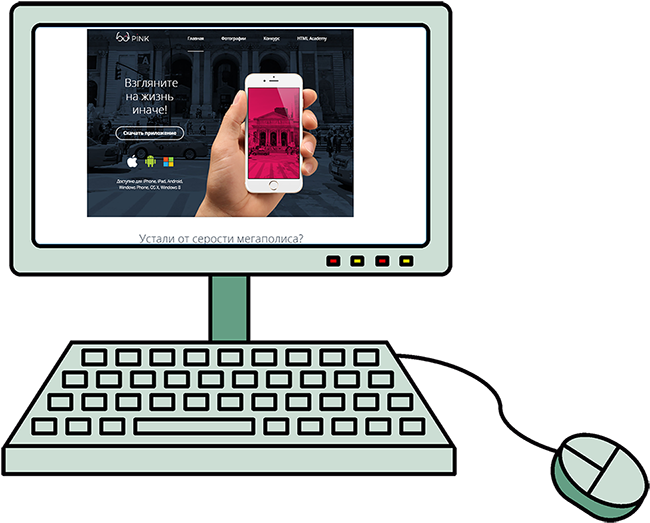 PINK
Главная Фотографии Конкурс HTML Academy
Взгляните
на жизнь
иначе!
Скачать приложение
Доступно для iPhone, iPad, Android,
Windows Phone, OS X, Windows 8
Устали от серости мегаполиса?